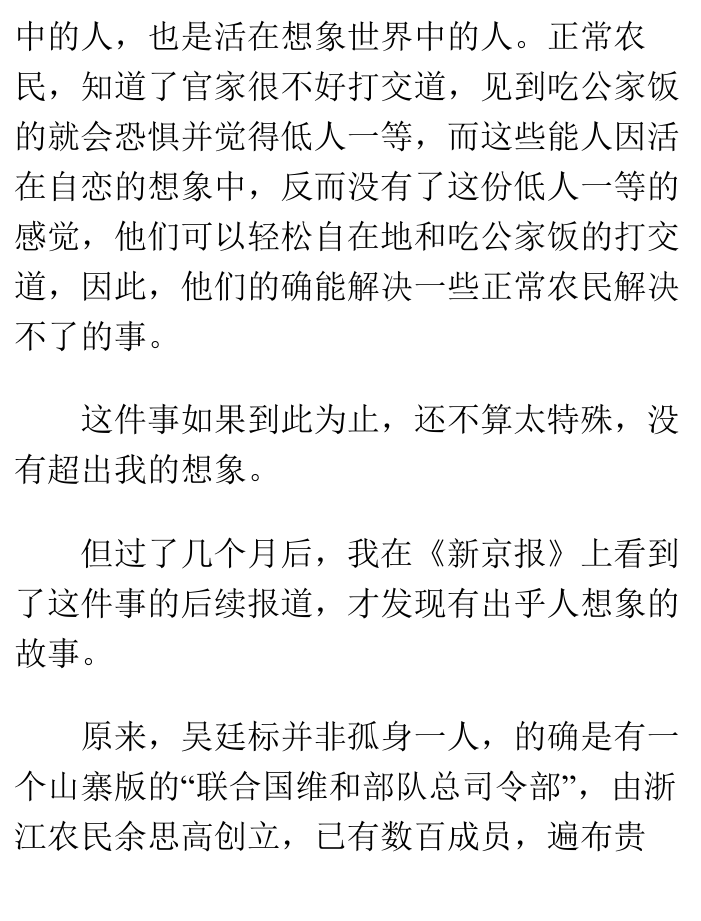 中的人，也是活在想象世界中的人。正常农
民，知道了官家很不好打交道，见到吃公家饭
的就会恐惧并觉得低人一等，而这些能人因活
在自恋的想象中，反而没有了这份低人一等的
感觉，他们可以轻松自在地和吃公家饭的打交
道，因此，他们的确能解决一些正常农民解决
不了的事。
这件事如果到此为止，还不算太特殊，没
有超出我的想象。
但过了几个月后，我在《新京报》上看到
了这件事的后续报道，才发现有出乎人想象的
故事。
原来，吴廷标并非孤身一人，的确是有一
个山寨版的“联合国维和部队总司令部”，由浙
江农民余思高创立，已有数百成员，遍布贵